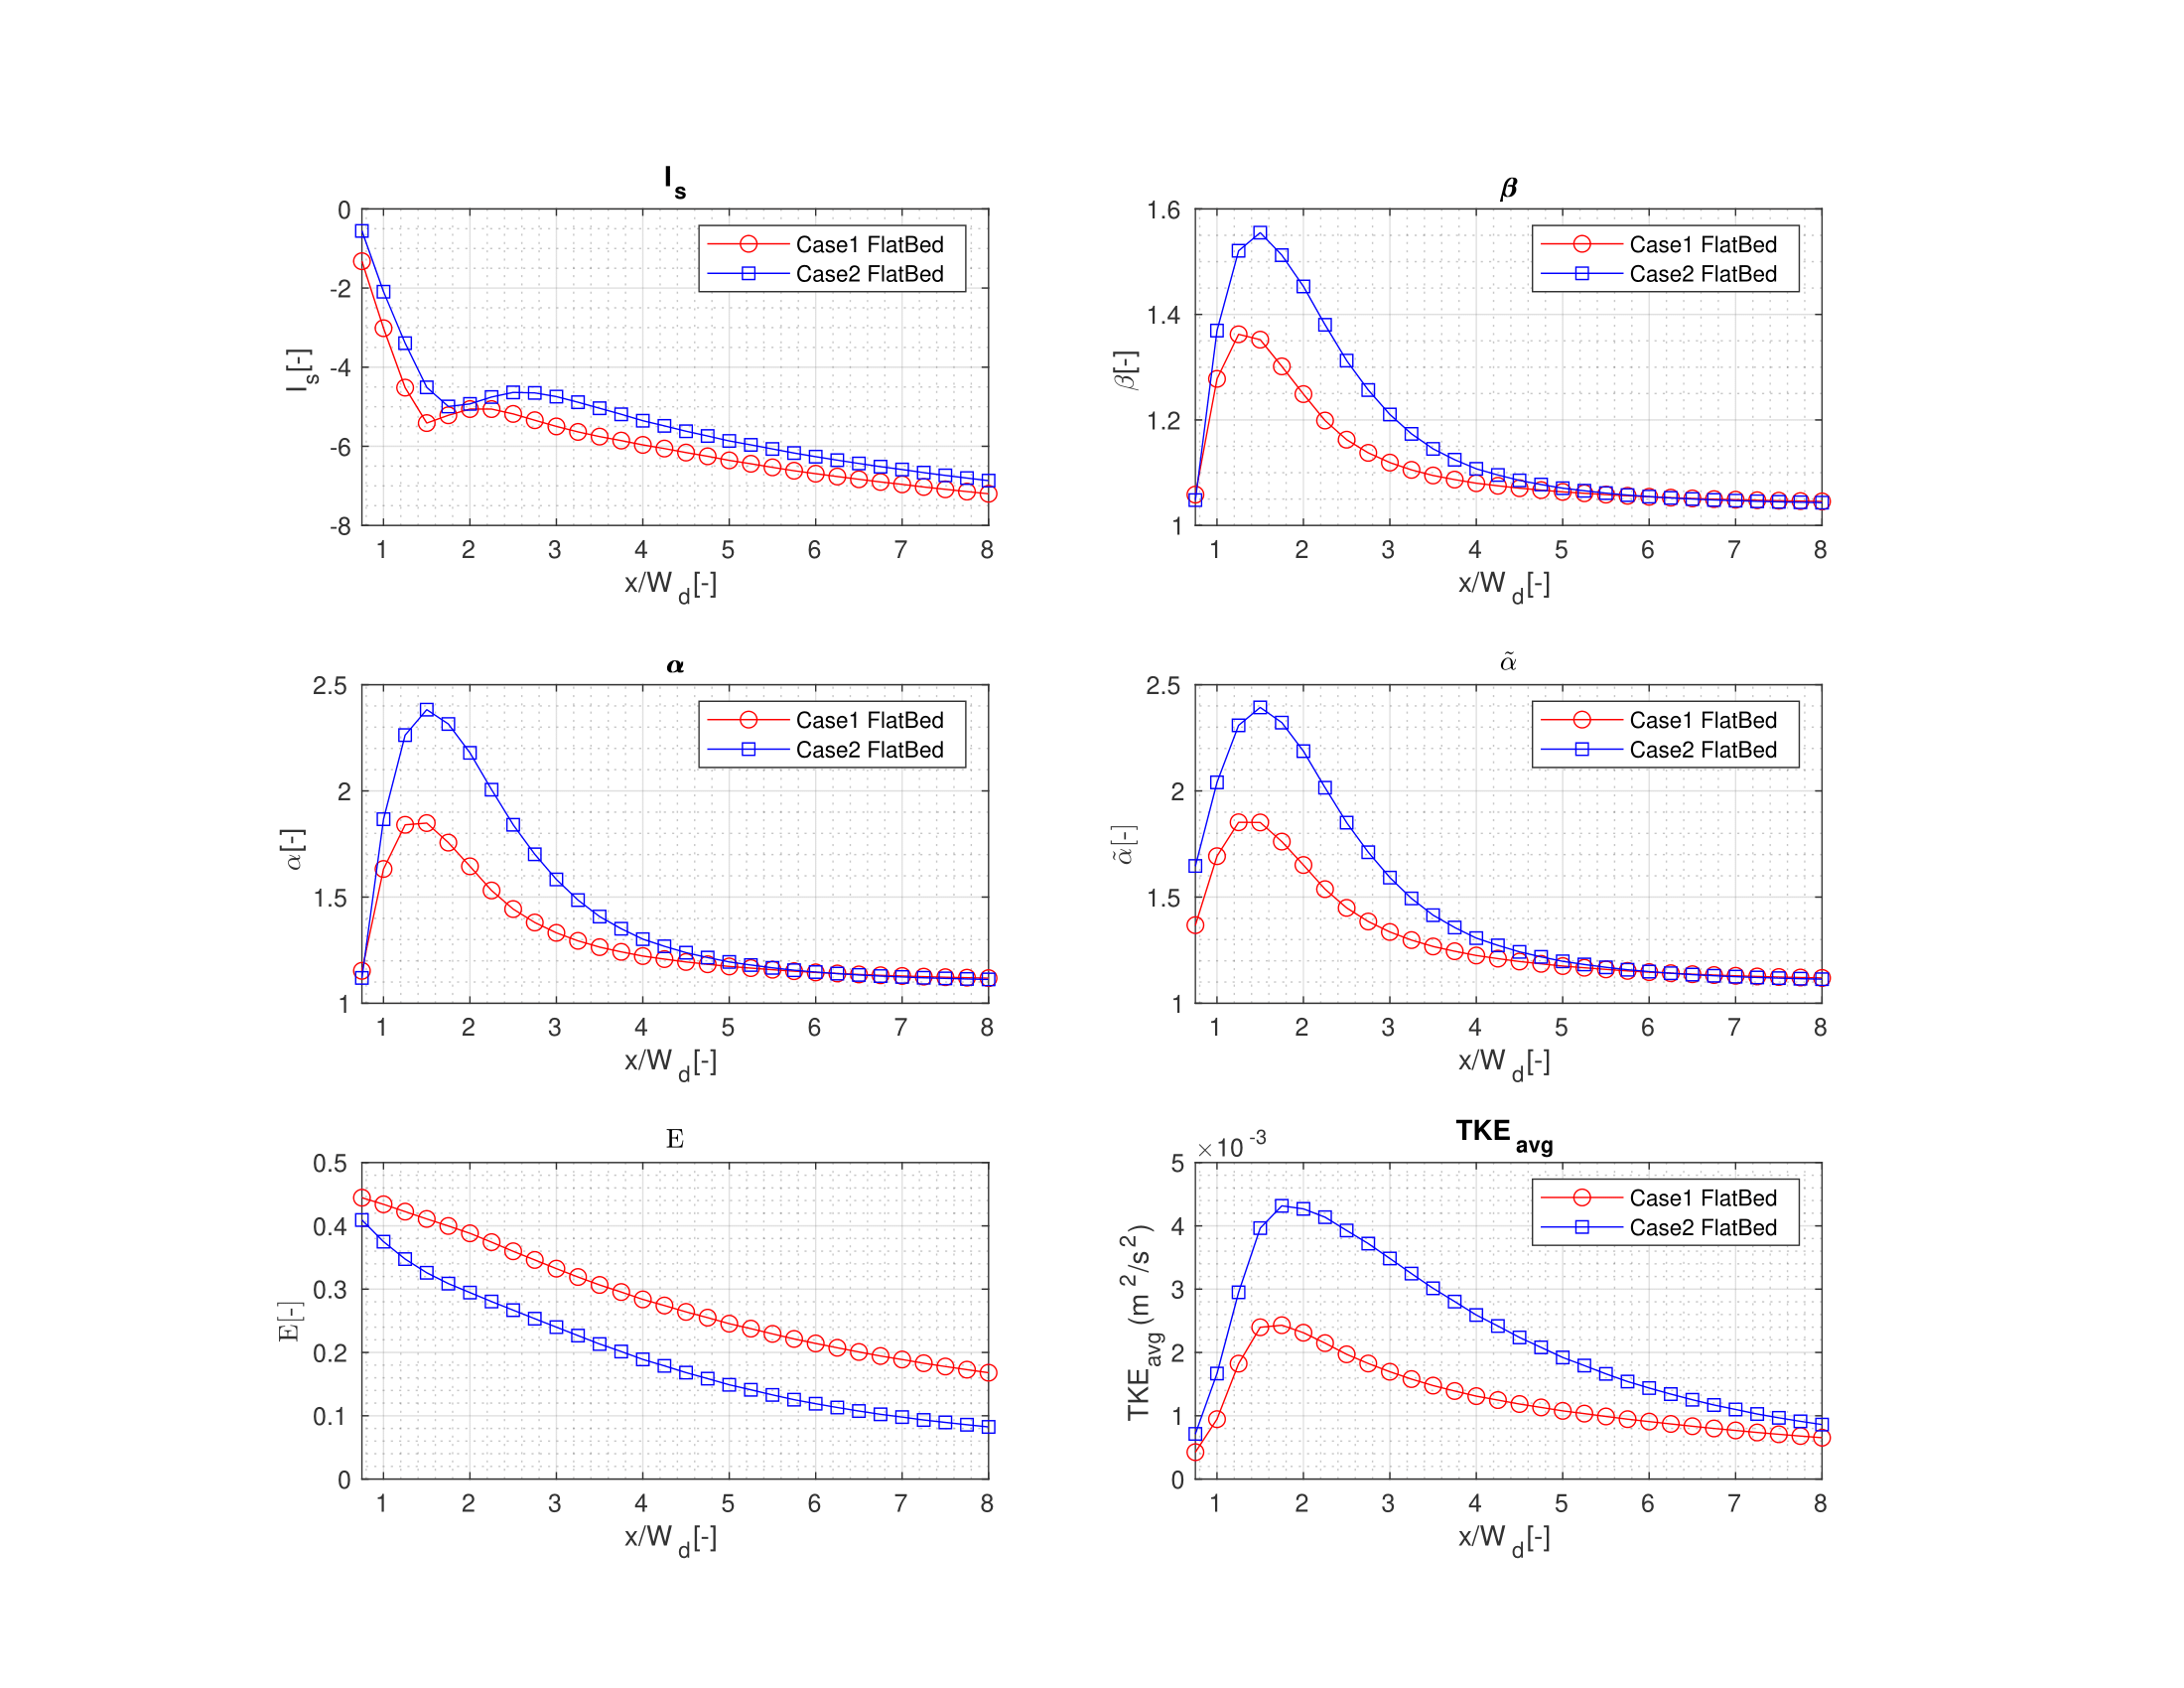 I_s
0
-2
-4
-6
-8
I_s[-]
Case1 FlatBed
Case2 FlatBed
1 2 3 4 5 6 7 8
x/W_d[-]
β
1.6
1.4
1.2
1
β[-]
Case1 FlatBed
Case2 FlatBed
1 2 3 4 5 6 7 8
x/W_d[-]
α
2.5
2
1.5
1
α[-]
Case1 FlatBed
Case2 FlatBed
1 2 3 4 5 6 7 8
x/W_d[-]
α̃
2.5
2
1.5
1
α̃[-]
Case1 FlatBed
Case2 FlatBed
1 2 3 4 5 6 7 8
x/W_d[-]
E
0.5
0.4
0.3
0.2
0.1
0
E[-]
1 2 3 4 5 6 7 8
x/W_d[-]
TKE_avg
×10^-3
5
4
3
2
1
0
TKE_avg (m^2/s^2)
Case1 FlatBed
Case2 FlatBed
1 2 3 4 5 6 7 8
x/W_d[-]